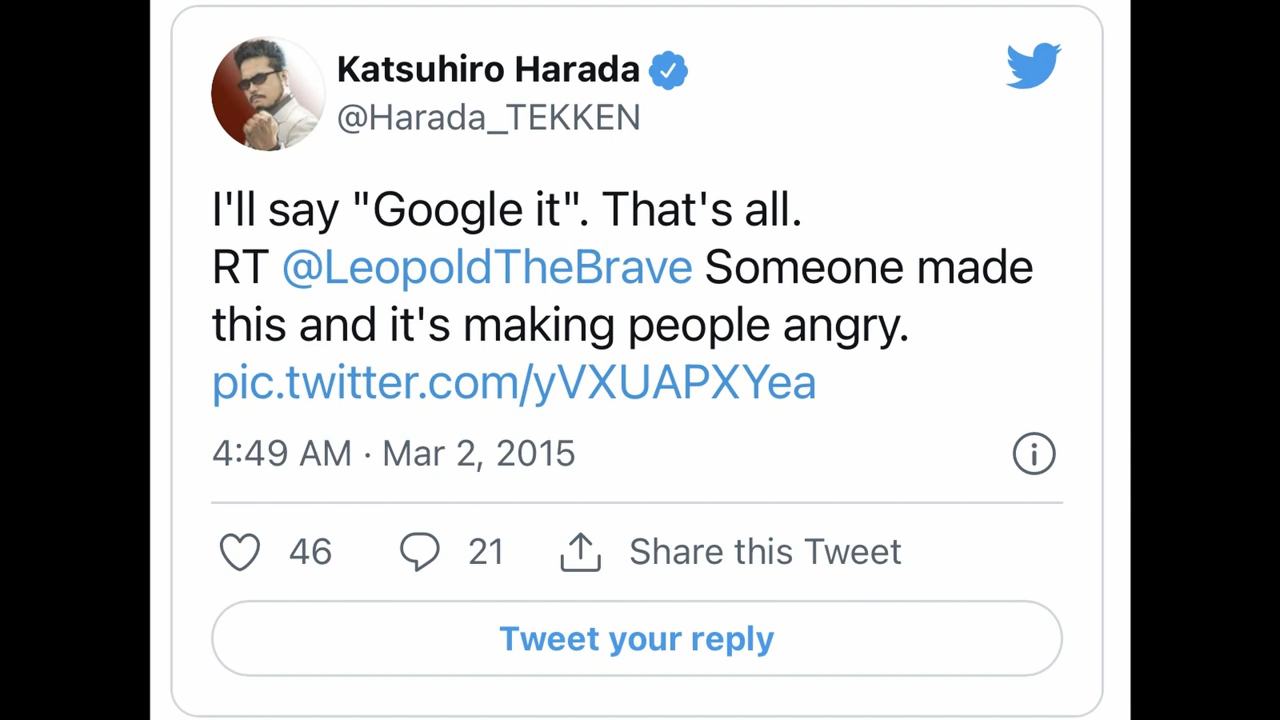 Katsuhiro Harada
@Harada_TEKKEN
I'll say "Google it". That's all.
RT @LeopoldTheBrave Someone made
this and it's making people angry.
pic.twitter.com/yVXUAPXYea
4:49 AM · Mar 2, 2015
46 21 Share this Tweet
Tweet your reply